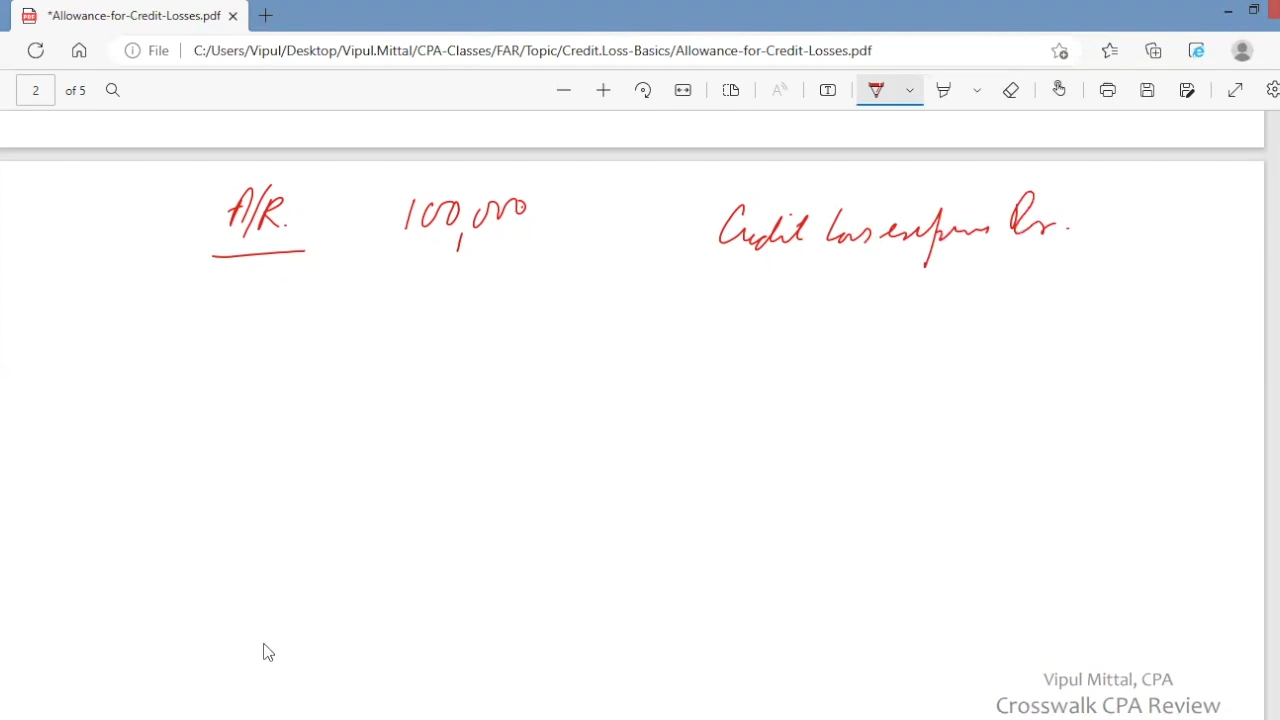 *Allowance-for-Credit-Losses.pdf
File C:/Users/Vipul/Desktop/Vipul.Mittal/CPA-Classes/FAR/Topic/Credit.Loss-Basics/Allowance-for-Credit-Losses.pdf
2 of 5
A/R. 100,000 Credit Loss expense Dr.
Vipul Mittal, CPA
Crosswalk CPA Review